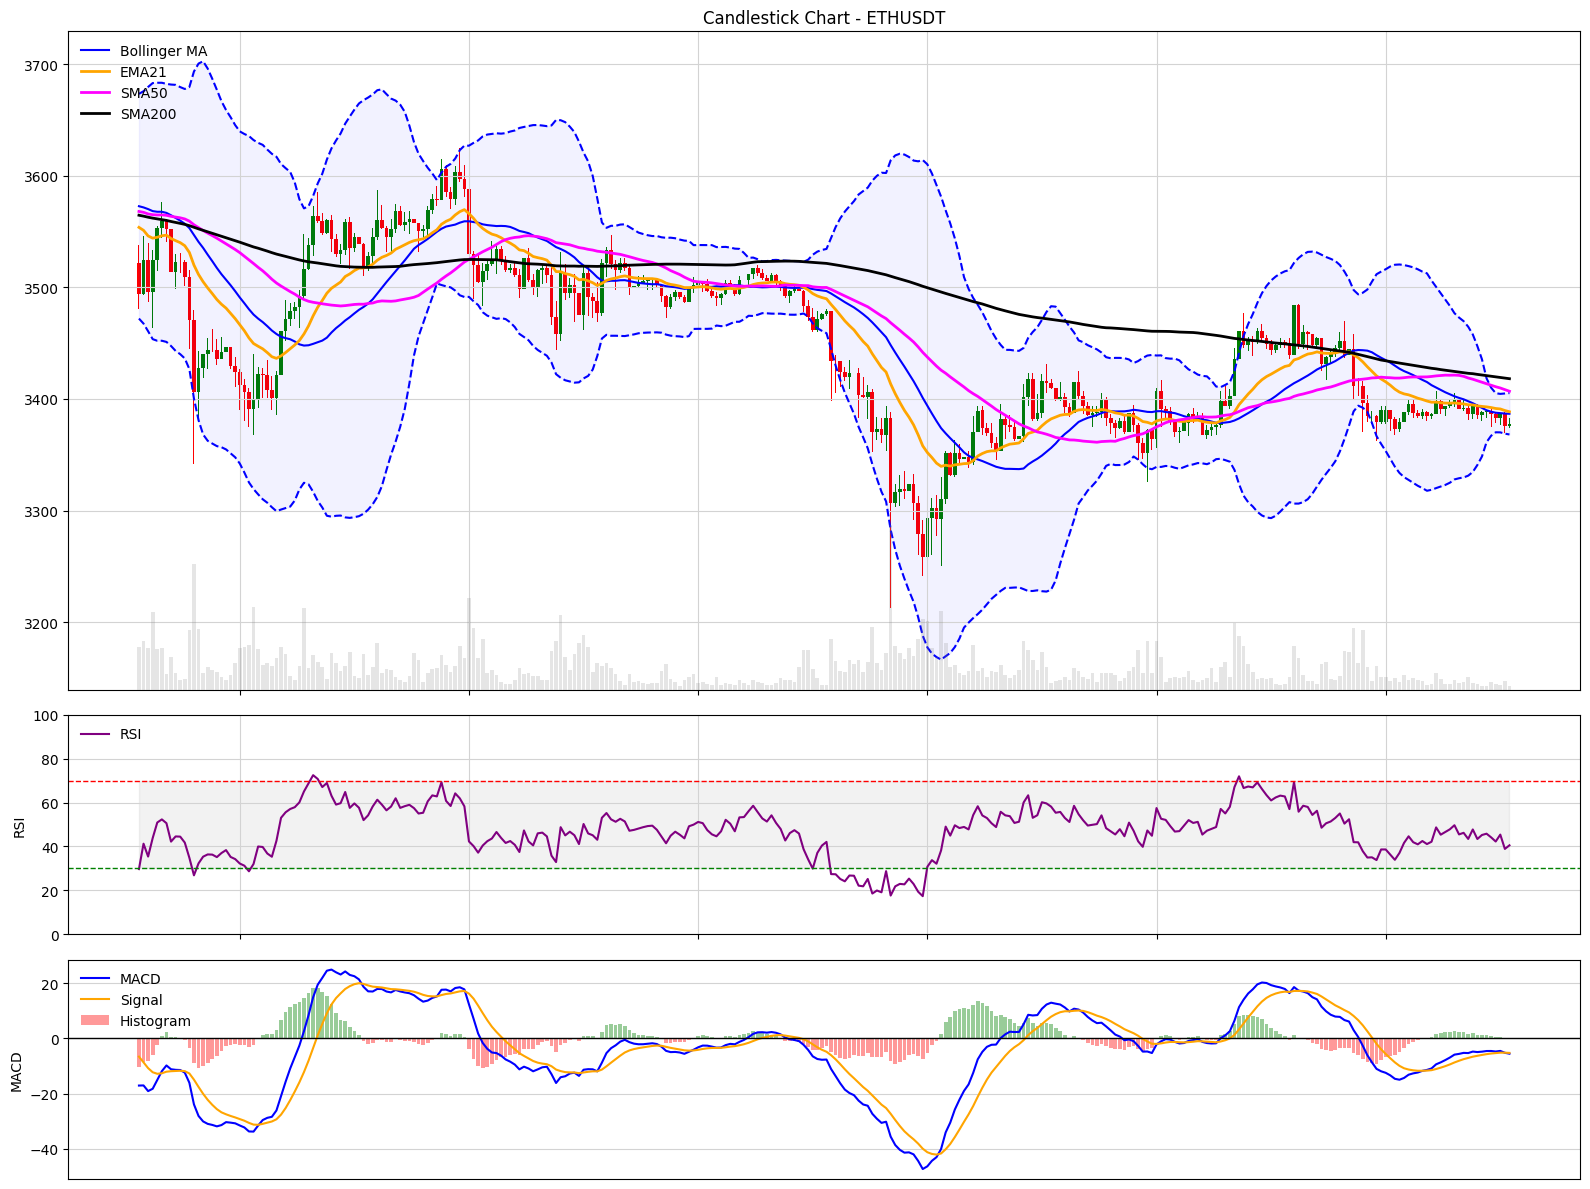 Candlestick Chart - ETHUSDT
Bollinger MA
EMA21
SMA50
SMA200
3700
3600
3500
3400
3300
3200
RSI
100
80
60
40
20
0
RSI
MACD
Signal
Histogram
20
0
−20
−40
MACD